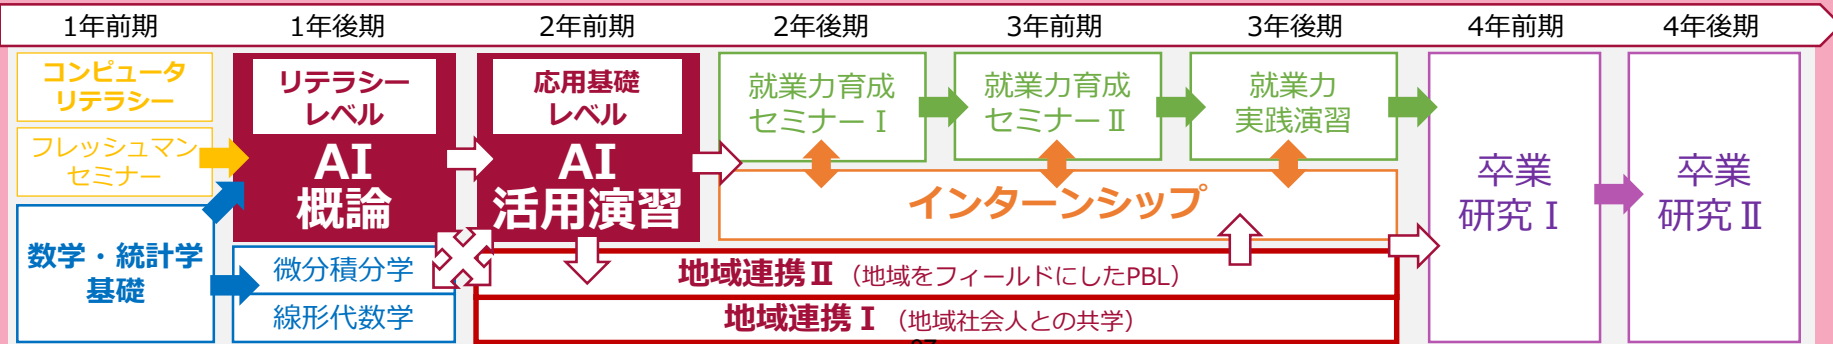 1年前期
1年後期
2年前期
2年後期
3年前期
3年後期
4年前期
4年後期
コンピュータ
リテラシー
フレッシュマン
セミナー
数学・統計学
基礎
リテラシー
レベル
AI
概論
微分積分学
線形代数学
応用基礎
レベル
AI
活用演習
就業力育成
セミナーⅠ
就業力育成
セミナーⅡ
就業力
実践演習
インターンシップ
地域連携Ⅱ（地域をフィールドにしたPBL）
地域連携Ⅰ（地域社会人との共学）
卒業
研究Ⅰ
卒業
研究Ⅱ